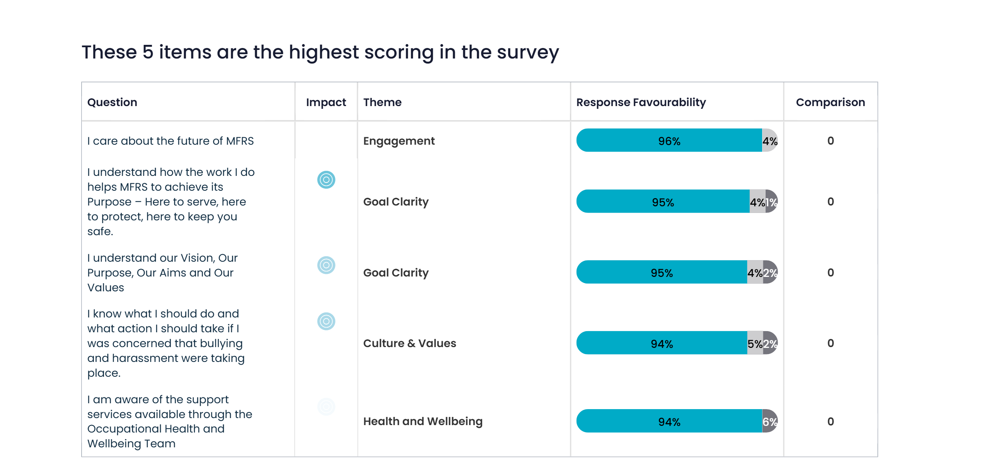 These 5 items are the highest scoring in the survey
Question Impact Theme Response Favourability Comparison
I care about the future of MFRS Engagement 96% 4% 0
I understand how the work I do
helps MFRS to achieve its
Purpose – Here to serve, here
to protect, here to keep you
safe.
Goal Clarity 95% 4% 1% 0
I understand our Vision, Our
Purpose, Our Aims and Our
Values
Goal Clarity 95% 4% 2% 0
I know what I should do and
what action I should take if I
was concerned that bullying
and harassment were taking
place.
Culture & Values 94% 5% 2% 0
I am aware of the support
services available through the
Occupational Health and
Wellbeing Team
Health and Wellbeing 94% 6% 0